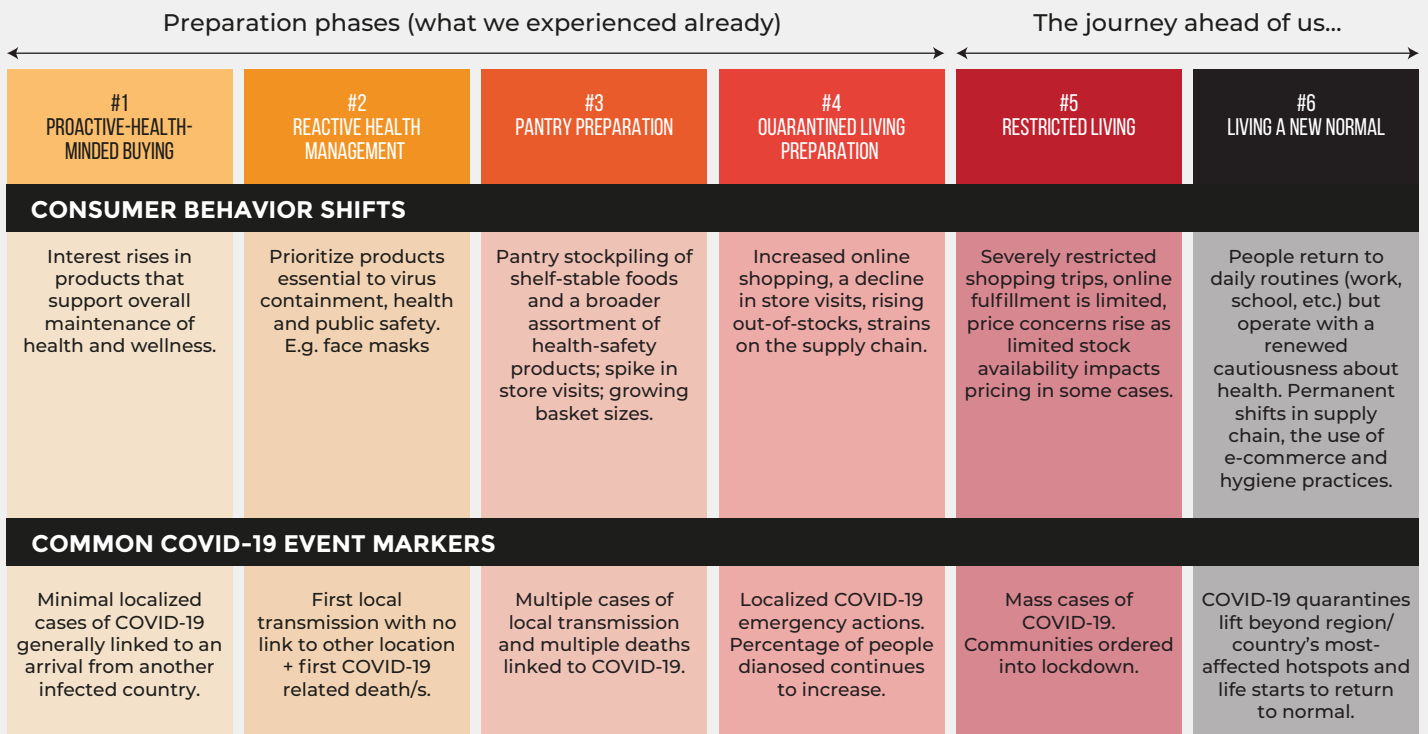 Preparation phases (what we experienced already)
The journey ahead of us...
#1
PROACTIVE-HEALTH-
MINDED BUYING
#2
REACTIVE HEALTH
MANAGEMENT
#3
PANTRY PREPARATION
#4
QUARANTINED LIVING
PREPARATION
#5
RESTRICTED LIVING
#6
LIVING A NEW NORMAL
CONSUMER BEHAVIOR SHIFTS
Interest rises in
products that
support overall
maintenance of
health and wellness.
Prioritize products
essential to virus
containment, health
and public safety.
E.g. face masks
Pantry stockpiling of
shelf-stable foods
and a broader
assortment of
health-safety
products; spike in
store visits; growing
basket sizes.
Increased online
shopping, a decline
in store visits, rising
out-of-stocks, strains
on the supply chain.
Severely restricted
shopping trips, online
fulfillment is limited,
price concerns rise as
limited stock
availability impacts
pricing in some cases.
People return to
daily routines (work,
school, etc.) but
operate with a
renewed
cautiousness about
health. Permanent
shifts in supply
chain, the use of
e-commerce and
hygiene practices.
COMMON COVID-19 EVENT MARKERS
Minimal localized
cases of COVID-19
generally linked to an
arrival from another
infected country.
First local
transmission with no
link to other location
+ first COVID-19
related death/s.
Multiple cases of
local transmission
and multiple deaths
linked to COVID-19.
Localized COVID-19
emergency actions.
Percentage of people
dianosed continues
to increase.
Mass cases of
COVID-19.
Communities ordered
into lockdown.
COVID-19 quarantines
lift beyond region/
country's most-
affected hotspots and
life starts to return
to normal.